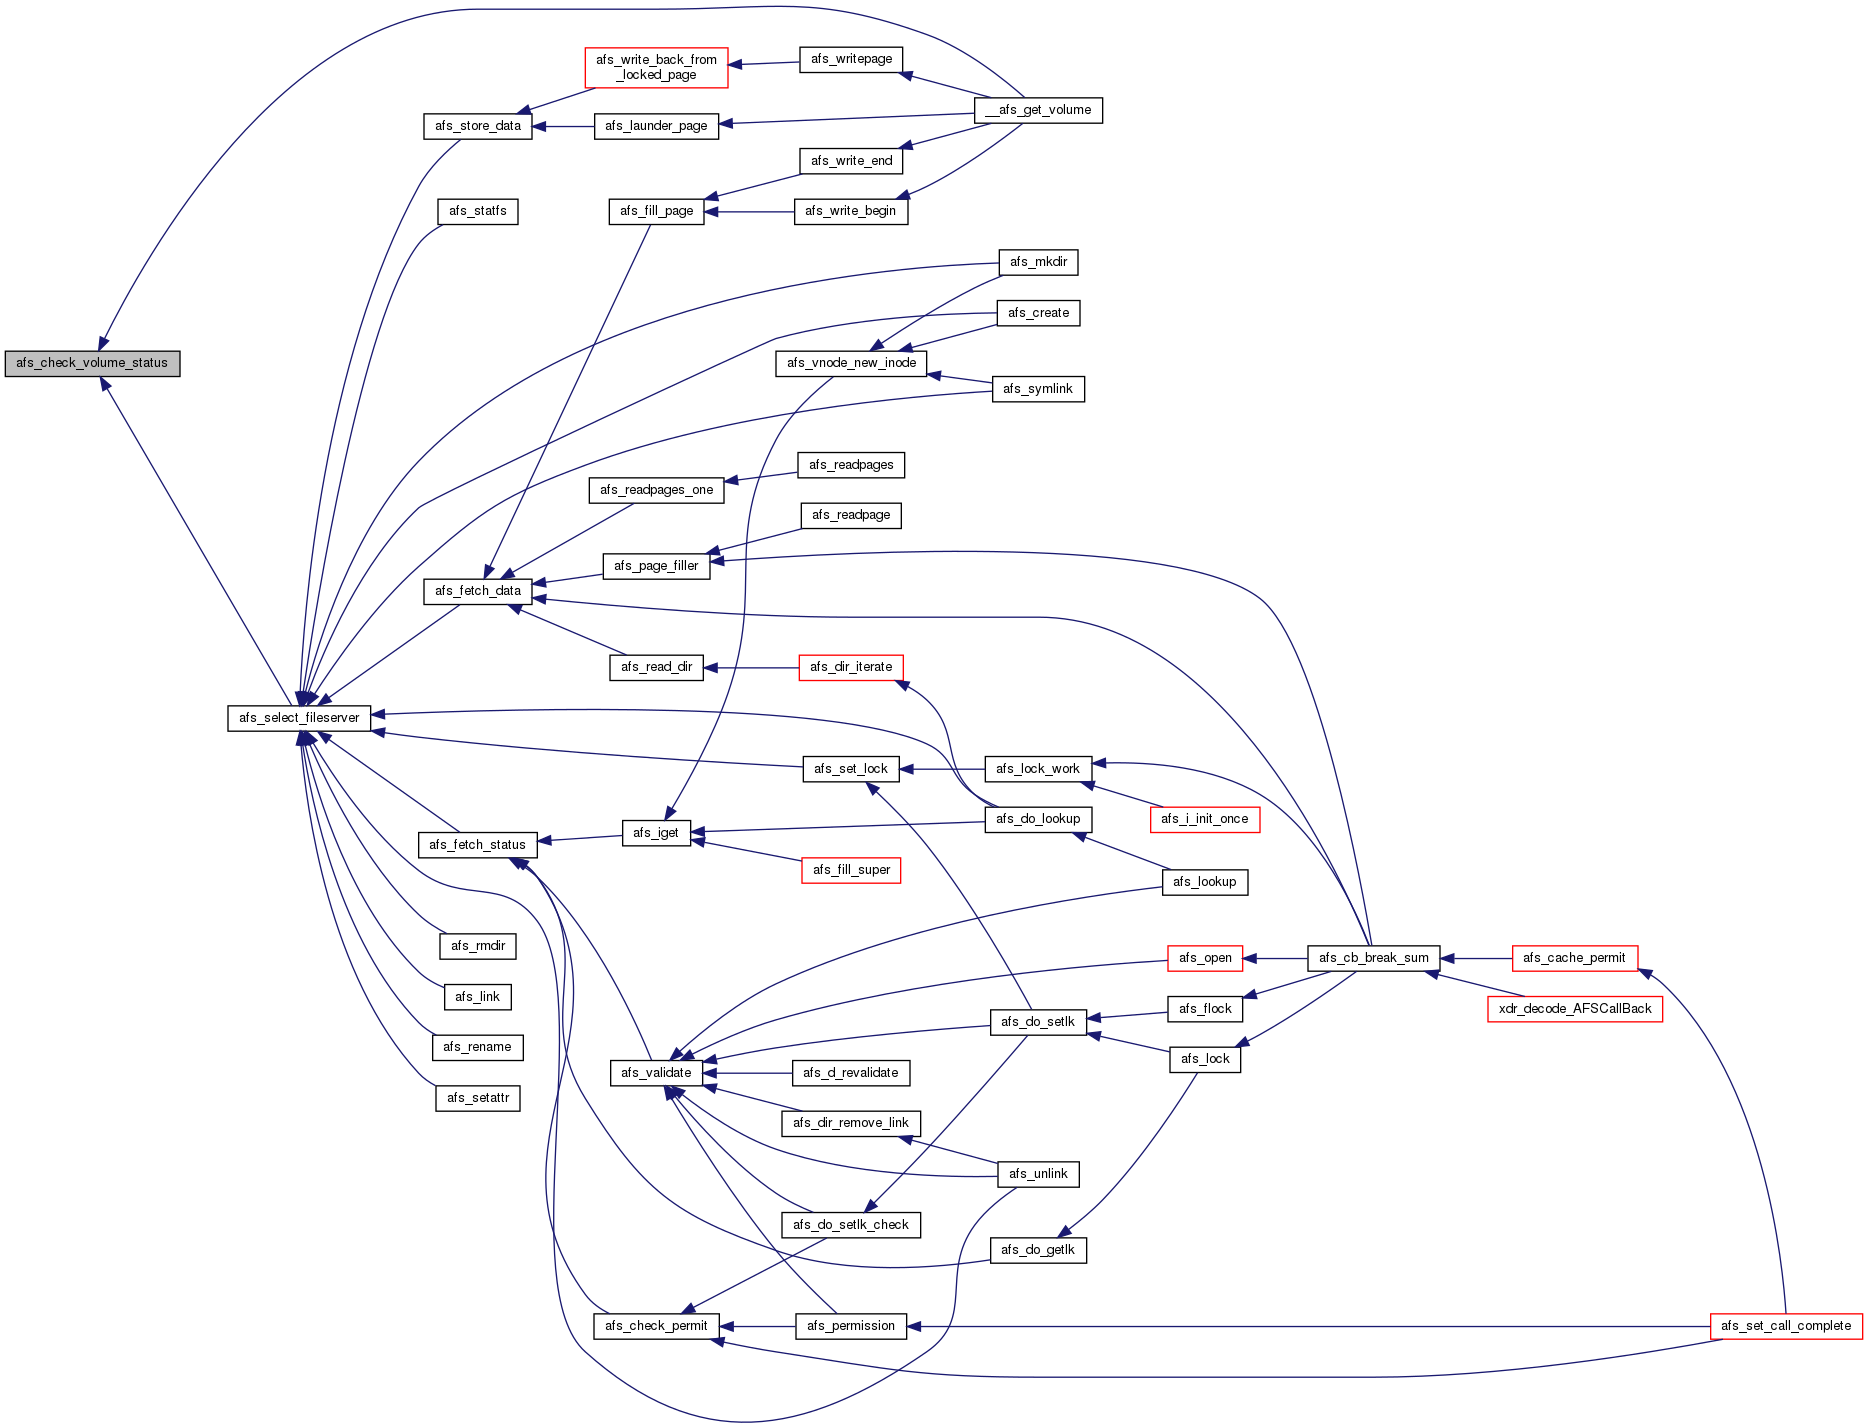 afs_write_back_from
_locked_page
afs_writepage
__afs_get_volume
afs_store_data
afs_launder_page
afs_write_end
afs_statfs
afs_fill_page
afs_write_begin
afs_mkdir
afs_create
afs_check_volume_status
afs_vnode_new_inode
afs_symlink
afs_readpages
afs_readpages_one
afs_readpage
afs_page_filler
afs_fetch_data
afs_read_dir
afs_dir_iterate
afs_select_fileserver
afs_set_lock
afs_lock_work
afs_i_init_once
afs_do_lookup
afs_iget
afs_fetch_status
afs_fill_super
afs_lookup
afs_rmdir
afs_open
afs_cb_break_sum
afs_cache_permit
afs_link
afs_flock
xdr_decode_AFSCallBack
afs_do_setlk
afs_rename
afs_lock
afs_validate
afs_d_revalidate
afs_setattr
afs_dir_remove_link
afs_unlink
afs_do_setlk_check
afs_do_getlk
afs_check_permit
afs_permission
afs_set_call_complete